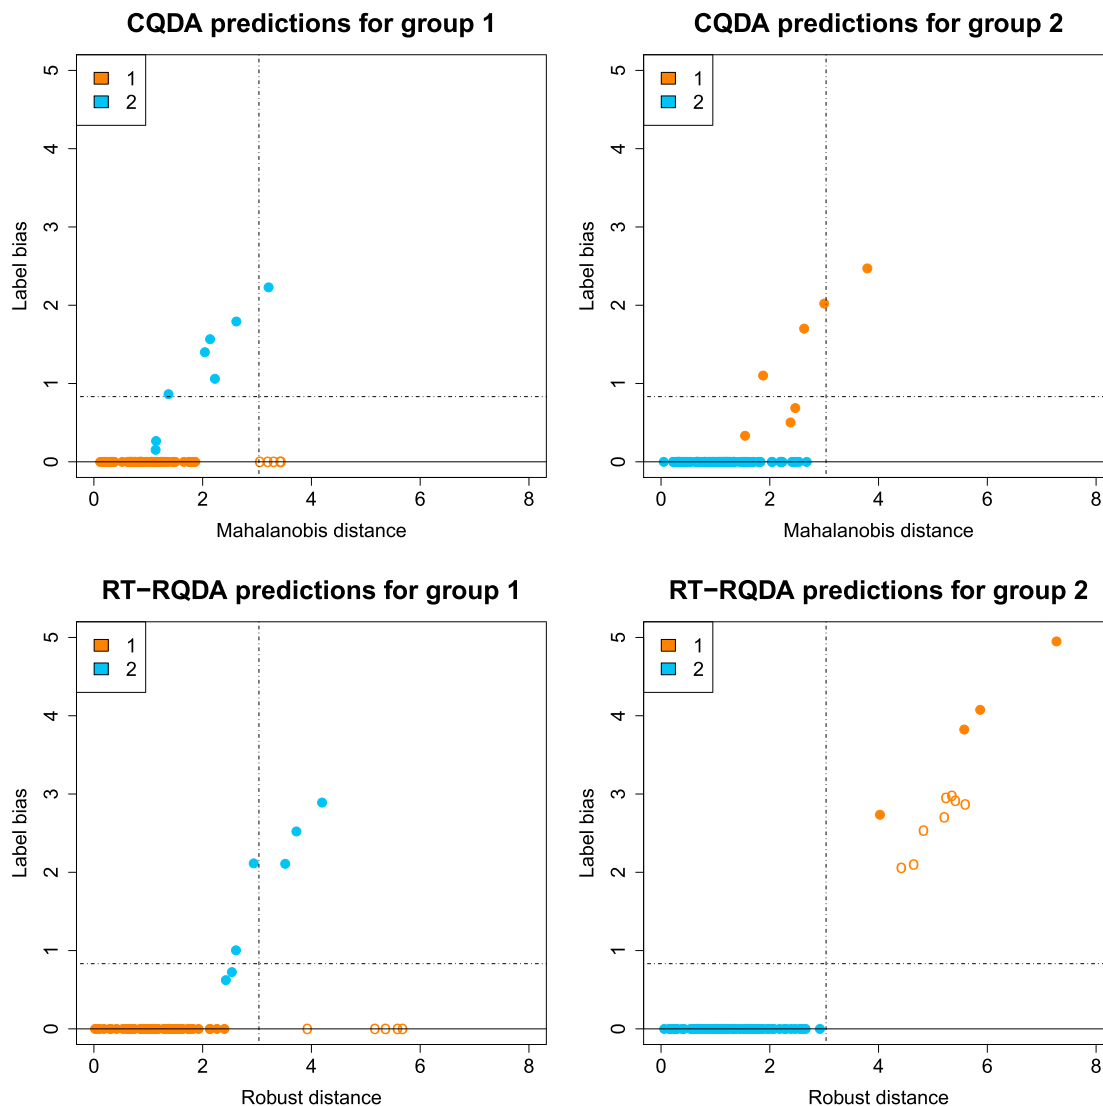 CQDA predictions for group 1
1
2
5
4
3
2
1
0
Label bias
0 2 4 6 8
Mahalanobis distance
CQDA predictions for group 2
1
2
5
4
3
2
1
0
Label bias
0 2 4 6 8
Mahalanobis distance
RT−RQDA predictions for group 1
1
2
5
4
3
2
1
0
Label bias
0 2 4 6 8
Robust distance
RT−RQDA predictions for group 2
1
2
5
4
3
2
1
0
Label bias
0 2 4 6 8
Robust distance